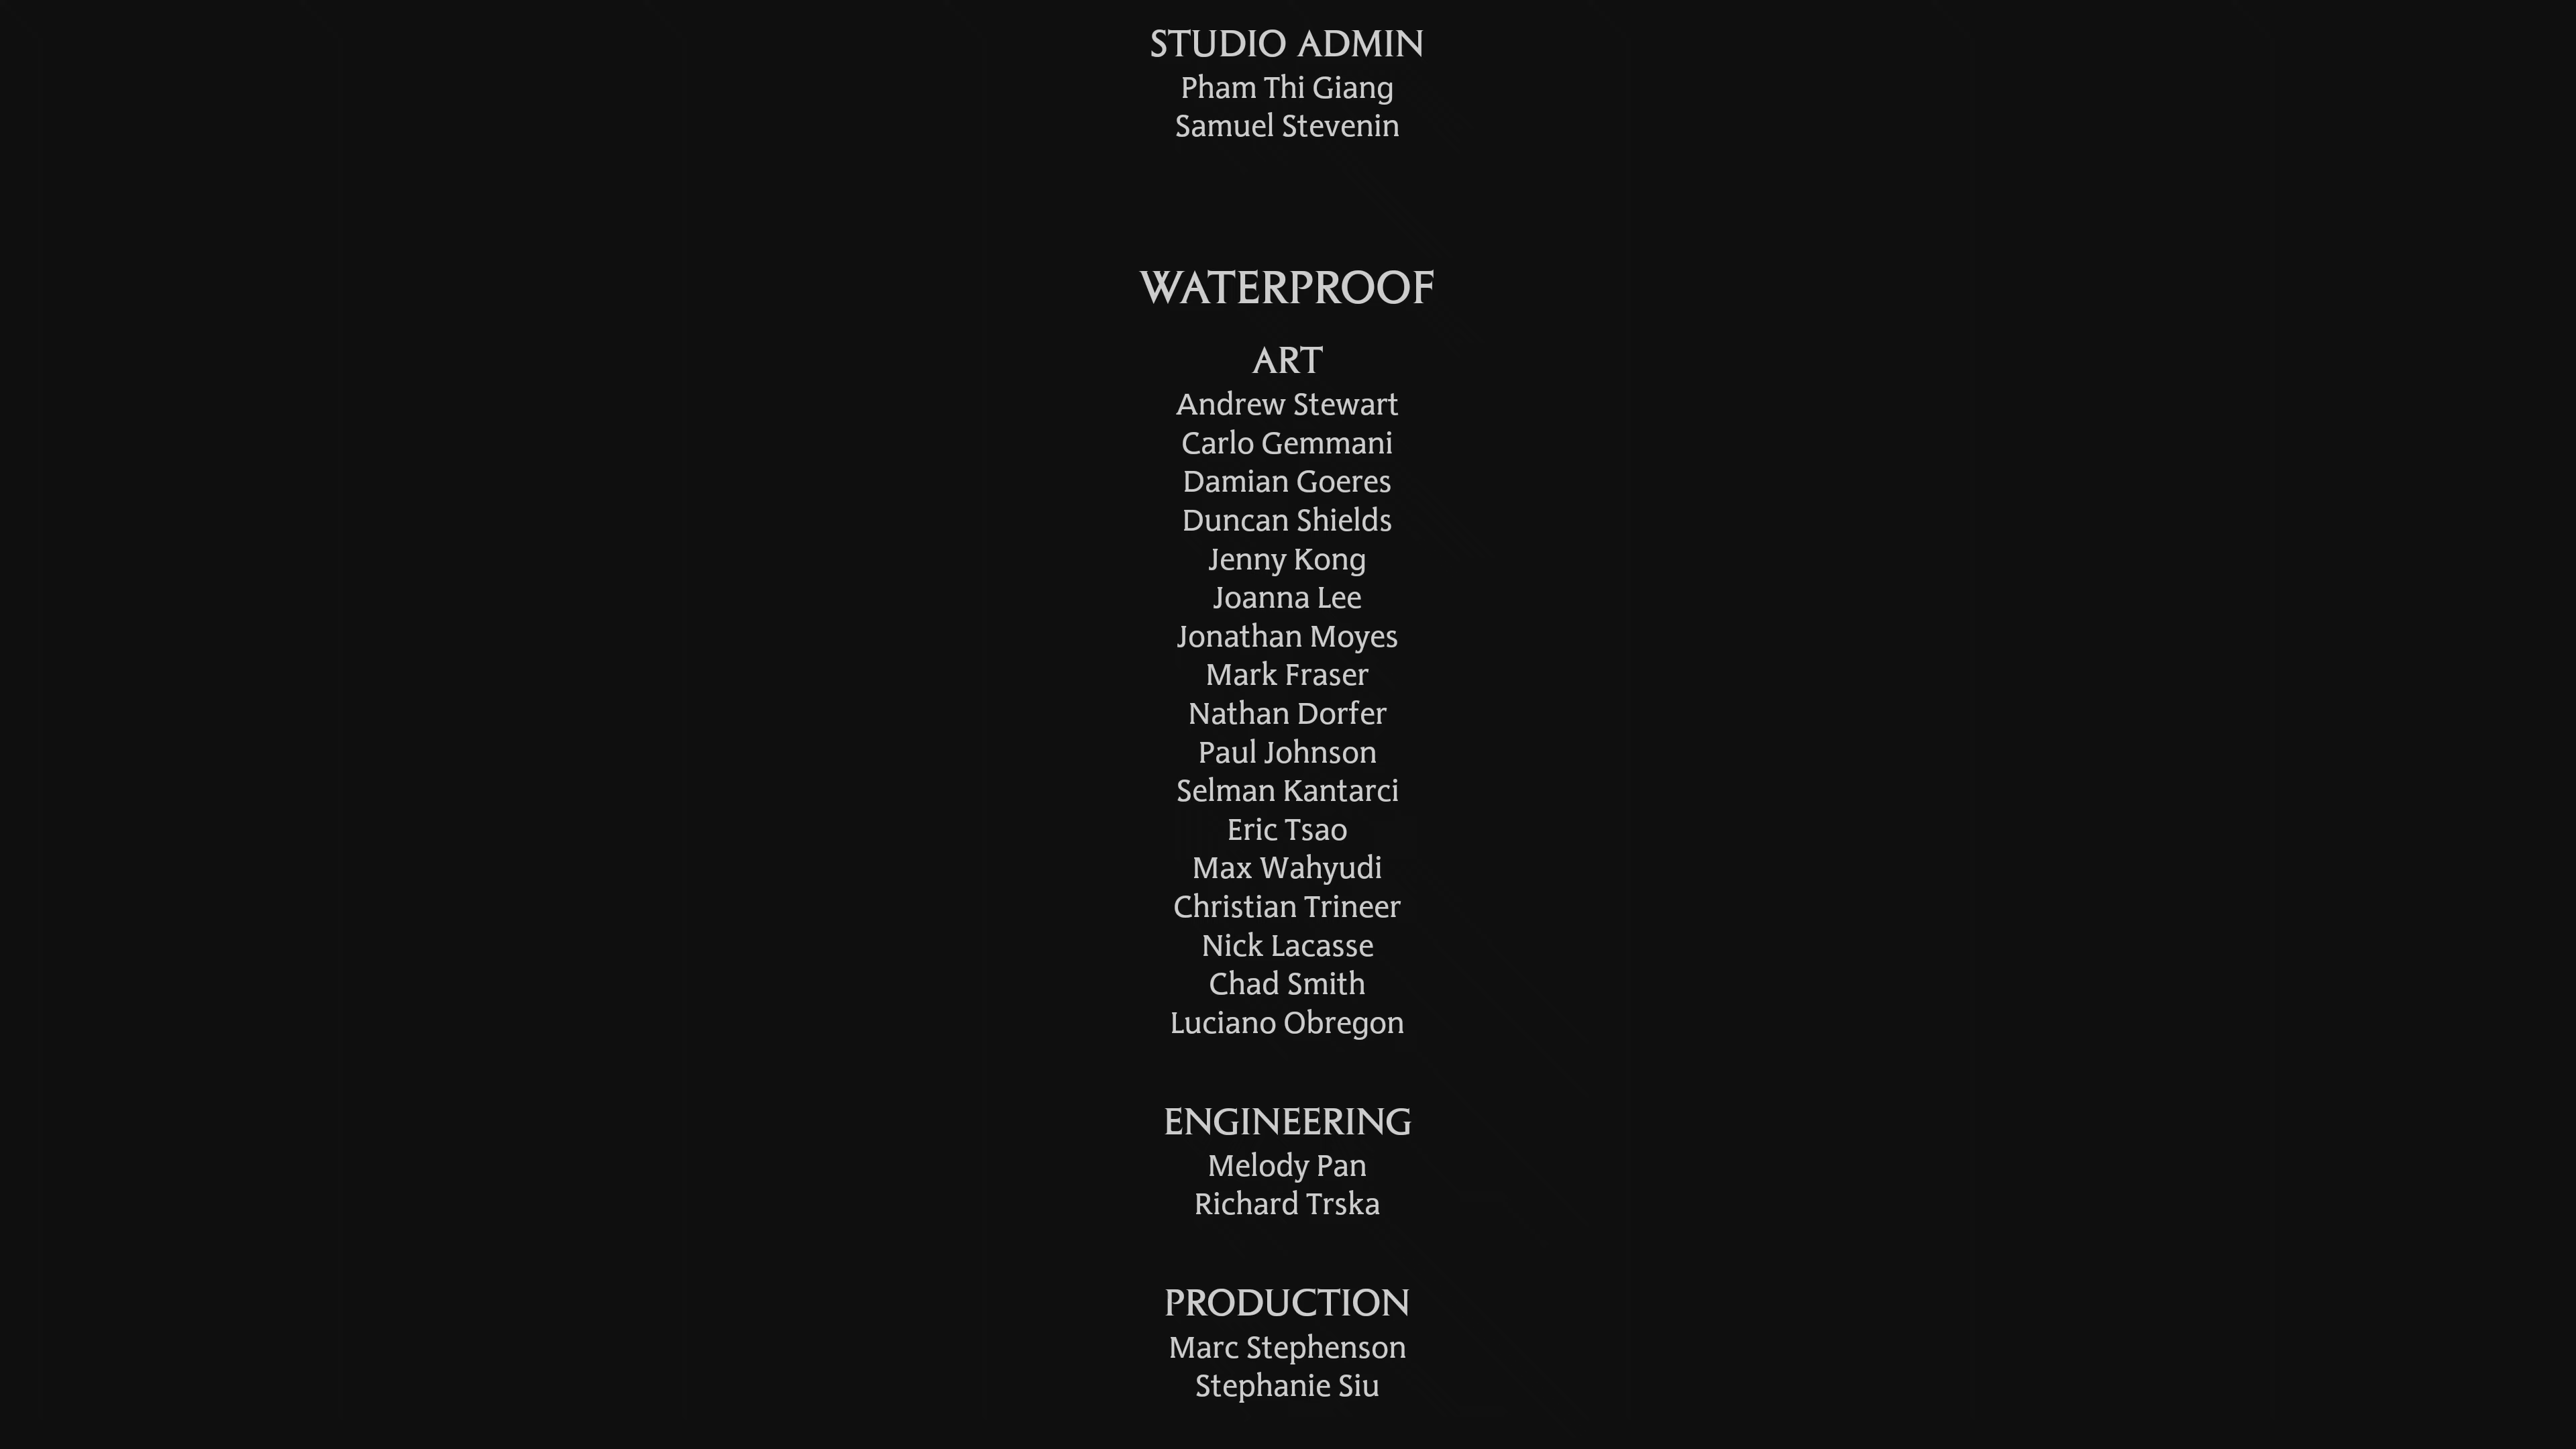 STUDIO ADMIN
Pham Thi Giang
Samuel Stevenin
WATERPROOF
ART
Andrew Stewart
Carlo Gemmani
Damian Goeres
Duncan Shields
Jenny Kong
Joanna Lee
Jonathan Moyes
Mark Fraser
Nathan Dorfer
Paul Johnson
Selman Kantarci
Eric Tsao
Max Wahyudi
Christian Trineer
Nick Lacasse
Chad Smith
Luciano Obregon
ENGINEERING
Melody Pan
Richard Trska
PRODUCTION
Marc Stephenson
Stephanie Siu